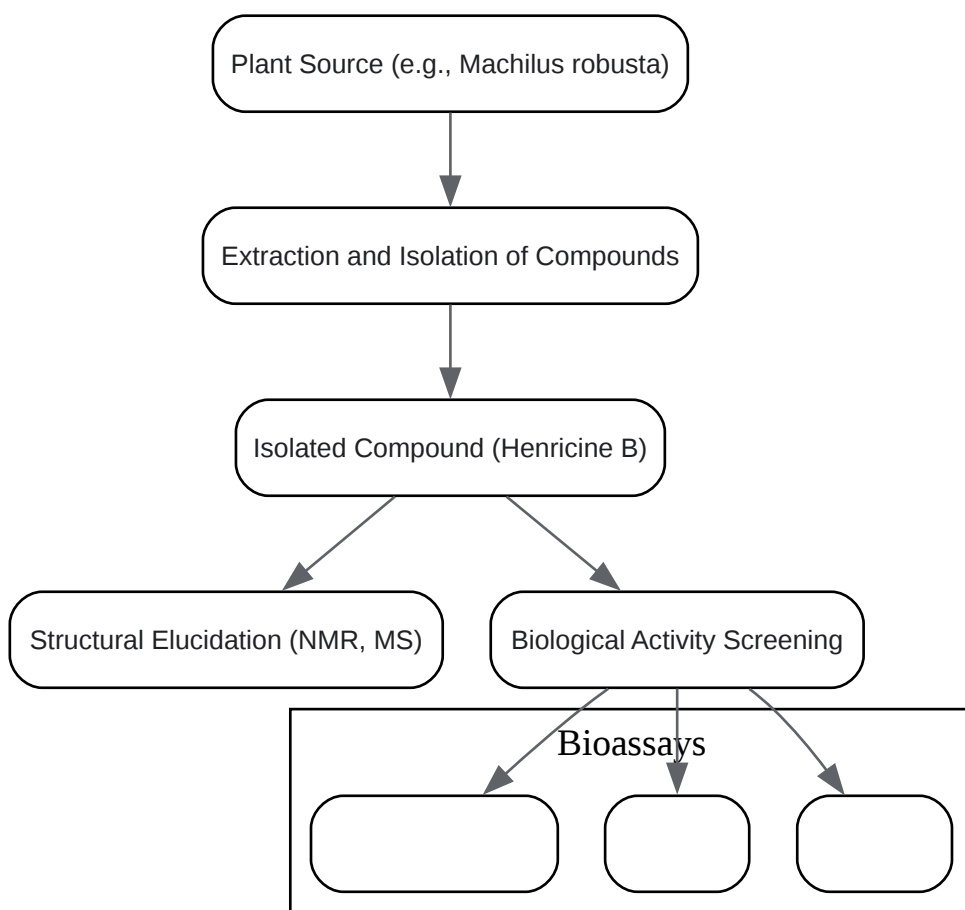 Plant Source (e.g., Machilus robusta)
Extraction and Isolation of Compounds
Isolated Compound (Henricine B)
Structural Elucidation (NMR, MS)
Biological Activity Screening
Bioassays